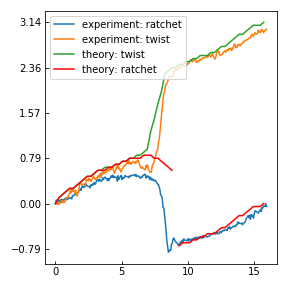 3.14
2.36
1.57
0.79
0.00
−0.79
experiment: ratchet
experiment: twist
theory: twist
theory: ratchet
0 5 10 15